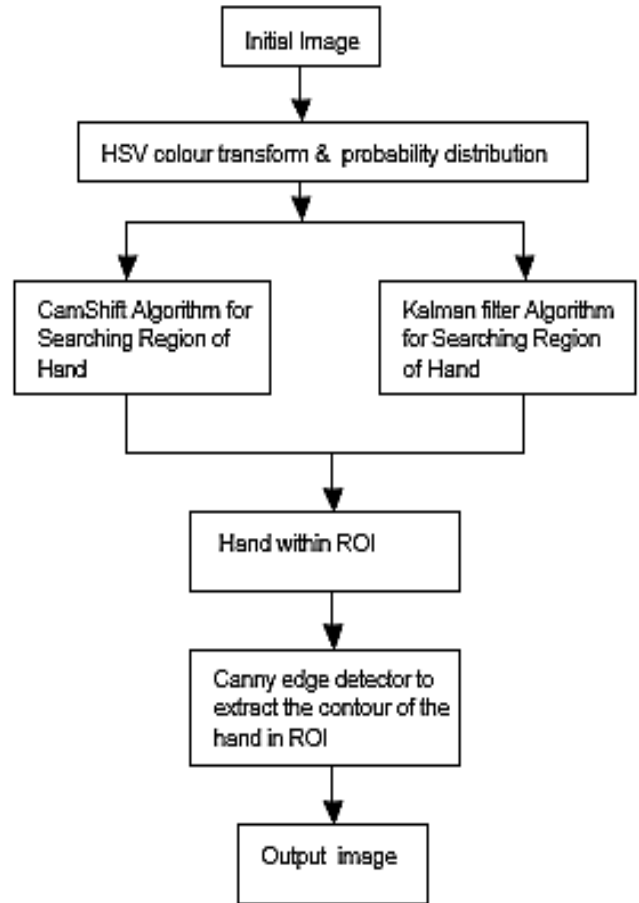 Initial Image
HSV colour transform & probability distribution
CamShift Algorithm for
Searching Region of
Hand
Kalman filter Algorithm
for Searching Region
of Hand
Hand within ROI
Canny edge detector to
extract the contour of the
hand in ROI
Output image